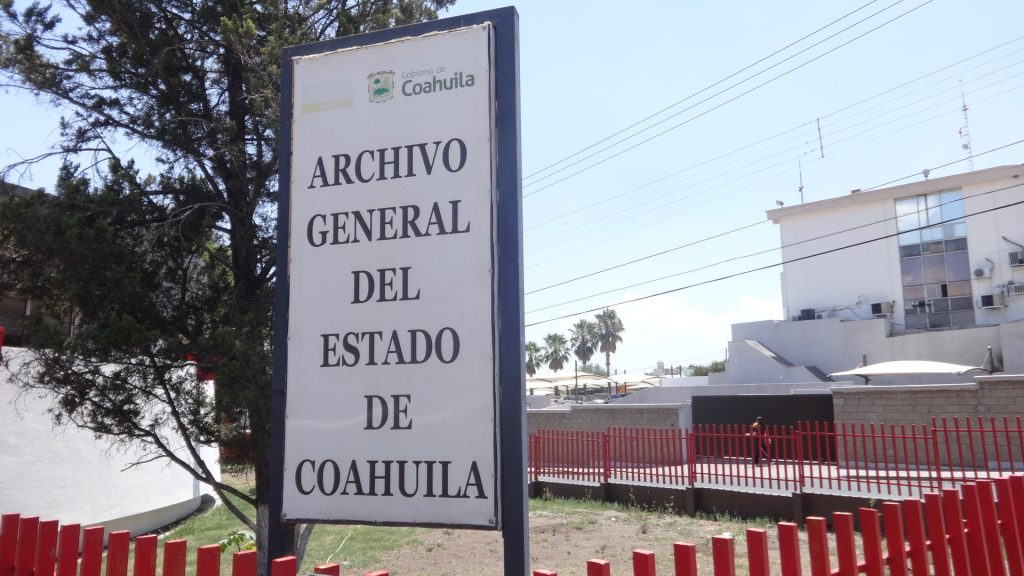 Gobierno de
Coahuila
ARCHIVO
GENERAL
DEL
ESTADO
DE
COAHUILA